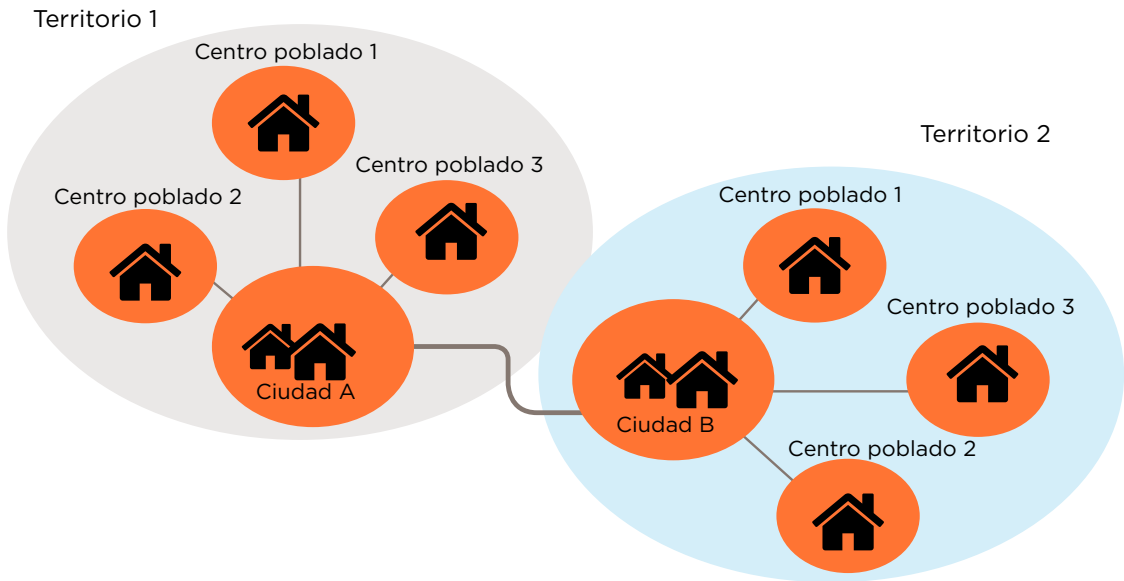 Territorio 1
Centro poblado 1
Centro poblado 3
Centro poblado 2
Ciudad A
Territorio 2
Centro poblado 1
Centro poblado 3
Ciudad B
Centro poblado 2